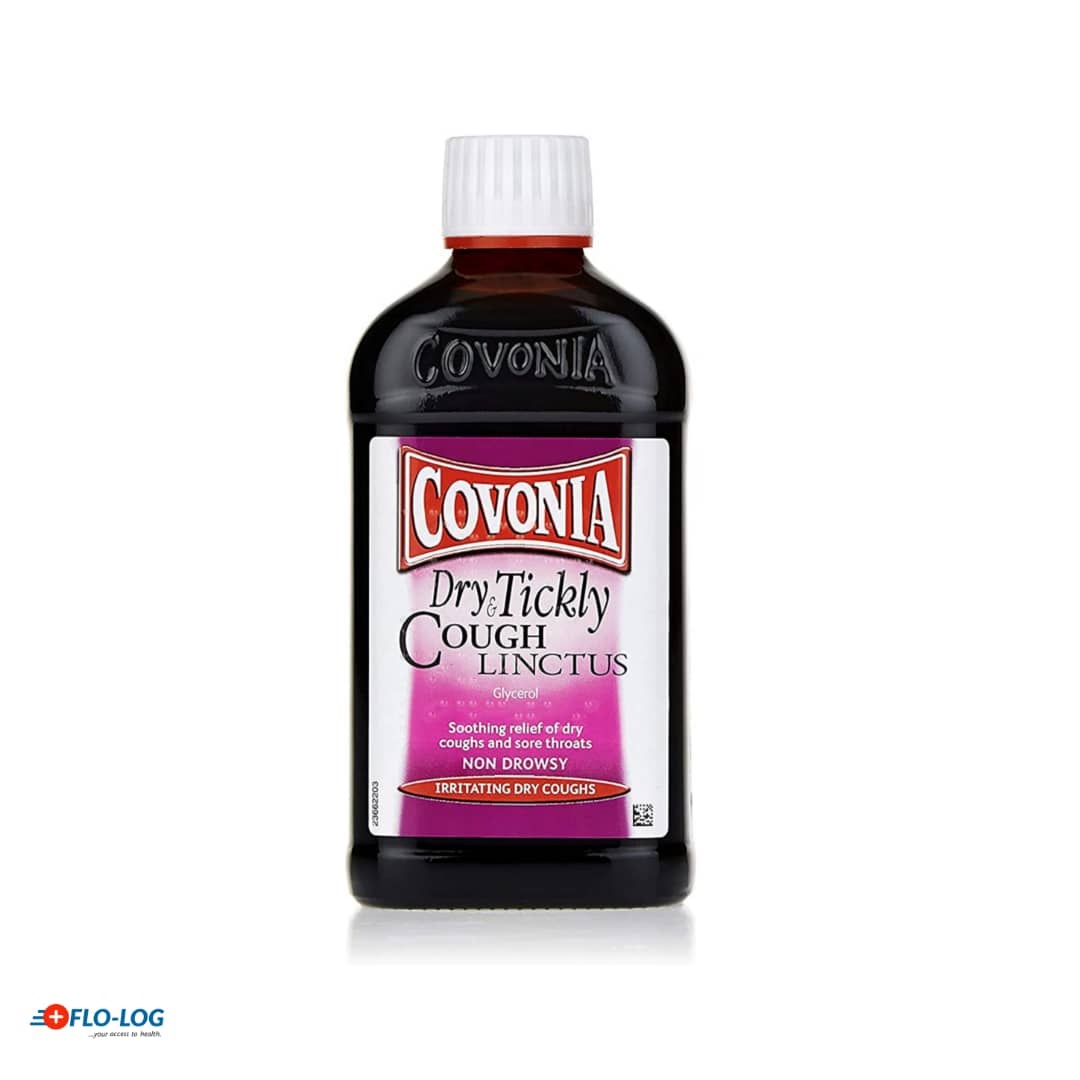 COVONIA
COVONIA
Dry & Tickly
COUGH
LINCTUS
Glycerol
Soothing relief of dry
coughs and sore throats
NON DROWSY
IRRITATING DRY COUGHS
23662203
FLO-LOG
...your access to health.